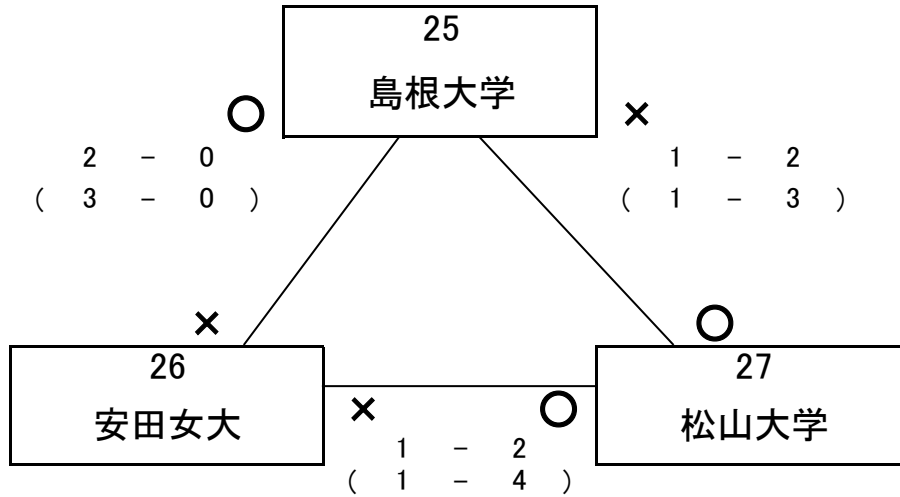 25
島根大学
○ ×
2 － 0
( 3 － 0 )
1 － 2
( 1 － 3 )
× ○
26
安田女大
27
松山大学
× ○
1 － 2
( 1 － 4 )